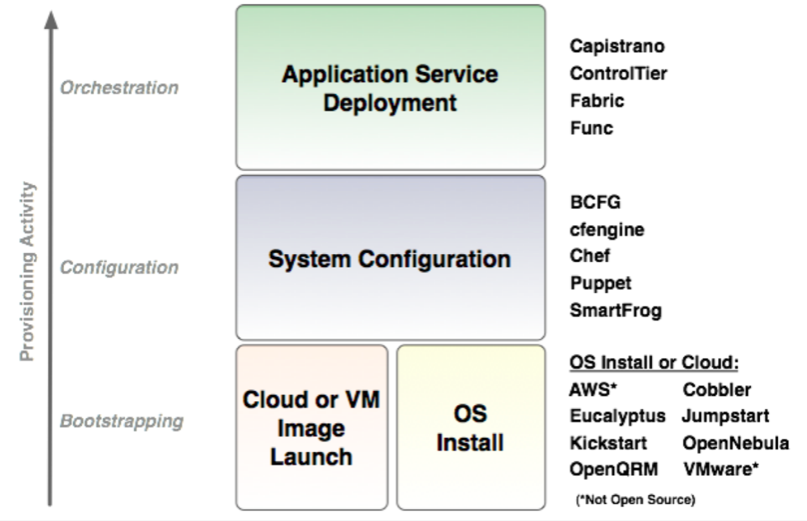 Provisioning Activity
Orchestration
Application Service
Deployment
Capistrano
ControlTier
Fabric
Func
Configuration
System Configuration
BCFG
cfengine
Chef
Puppet
SmartFrog
Bootstrapping
Cloud or VM
Image
Launch
OS
Install
OS Install or Cloud:
AWS* Cobbler
Eucalyptus Jumpstart
Kickstart OpenNebula
OpenQRM VMware*
(*Not Open Source)